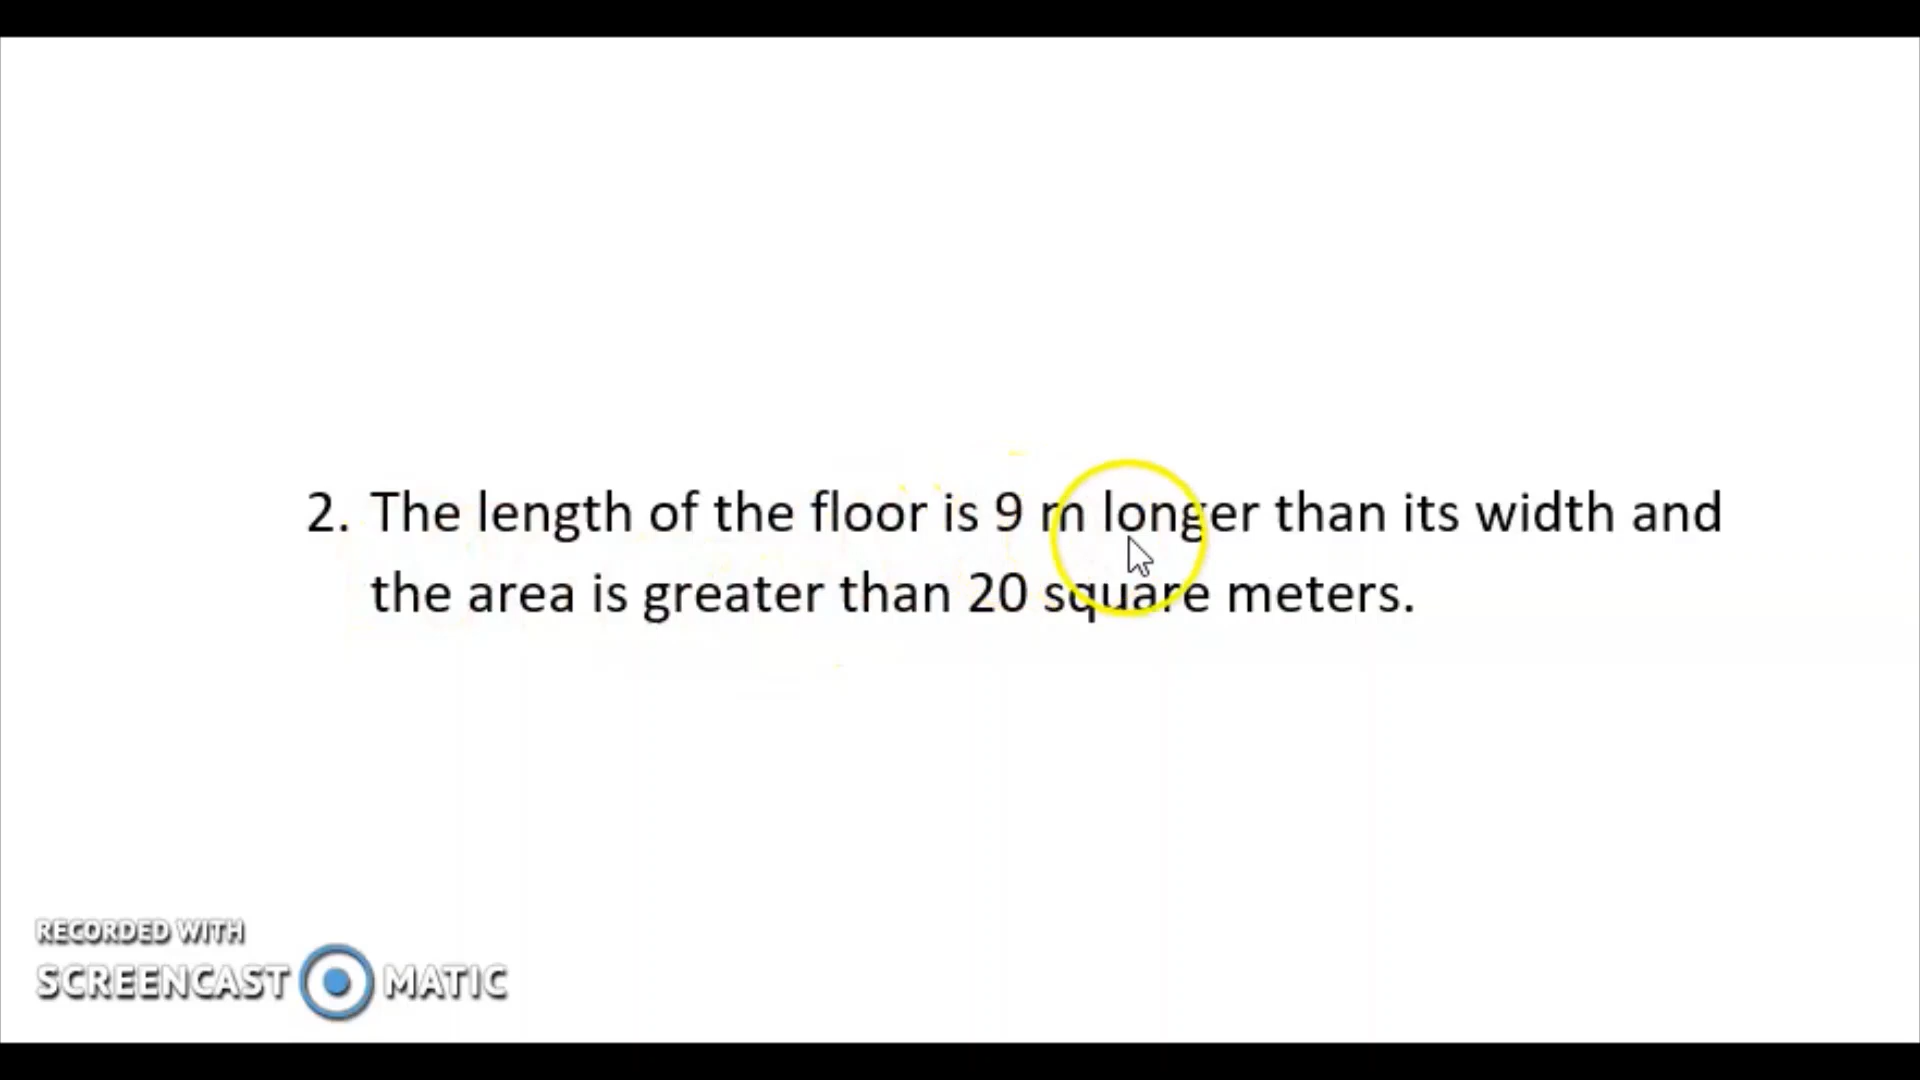 2. The length of the floor is 9 m longer than its width and
the area is greater than 20 square meters.
RECORDED WITH
SCREENCAST MATIC